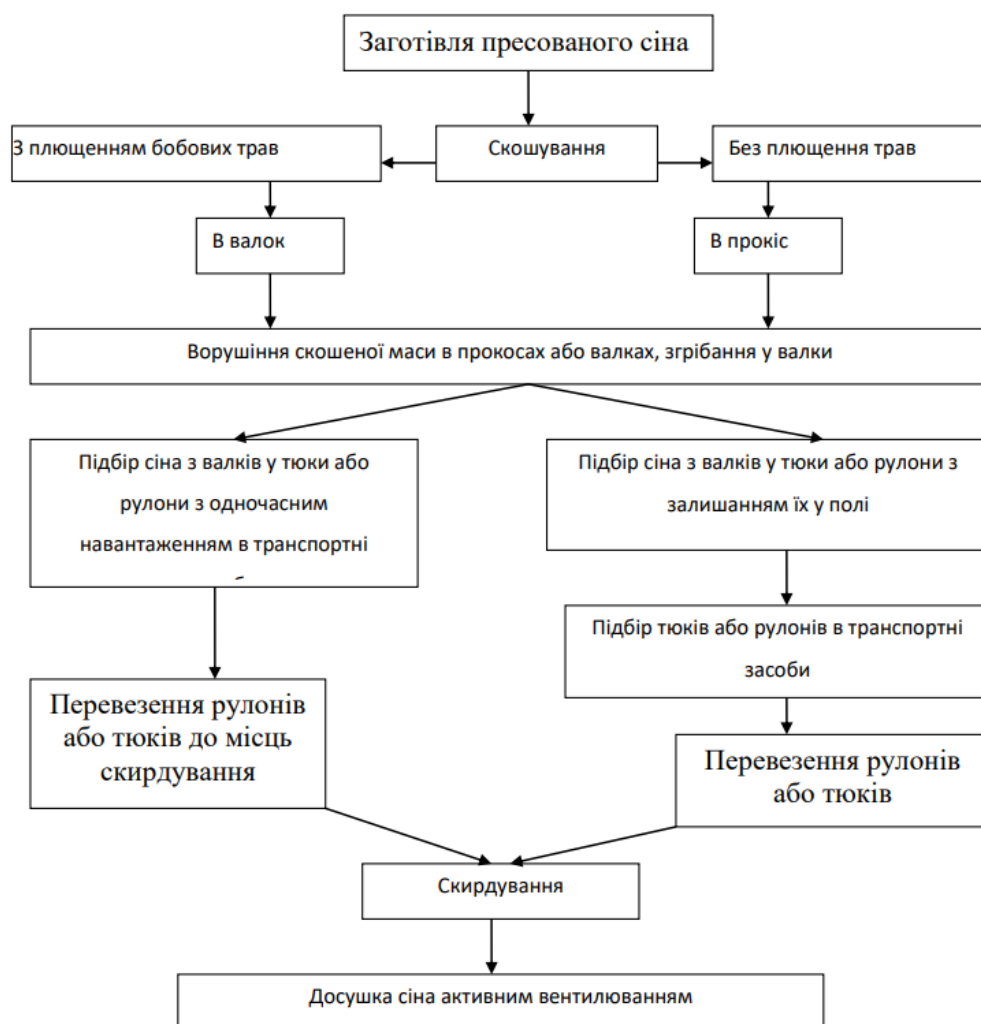 Заготівля пресованого сіна
З плющенням бобових трав
Скошування
Без плющення трав
В валок
В прокіс
Ворушіння скошеної маси в прокосах або валках, згрібання у валки
Підбір сіна з валків у тюки або
рулони з одночасним
навантаженням в транспортні
Підбір сіна з валків у тюки або рулони з
залишанням їх у полі
Підбір тюків або рулонів в транспортні
засоби
Перевезення рулонів
або тюків до місць
скирдування
Перевезення рулонів
або тюків
Скирдування
Досушка сіна активним вентилюванням